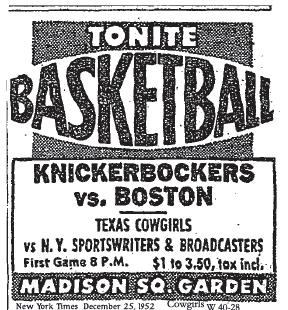 TONITE
BASKETBALL
KNICKERBOCKERS
vs. BOSTON
TEXAS COWGIRLS
vs N. Y. SPORTSWRITERS & BROADCASTERS
First Game 8 P.M. $1 to 3.50, tax incl.
MADISON SQ. GARDEN
New York Times December 25, 1952 Cowgirls W 40-28